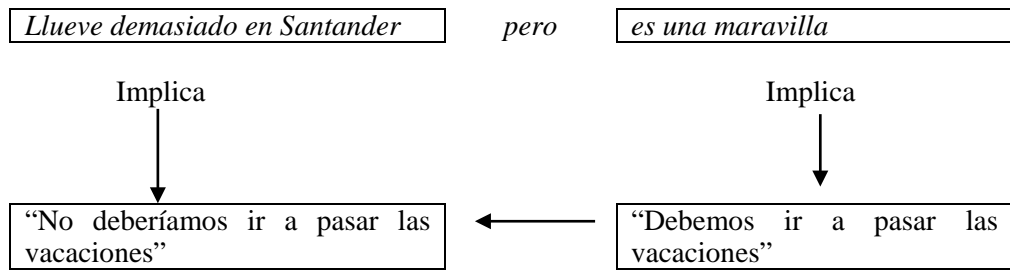 Llueve demasiado en Santander pero es una maravilla
Implica Implica
“No deberíamos ir a pasar las “Debemos ir a pasar las
vacaciones” vacaciones”